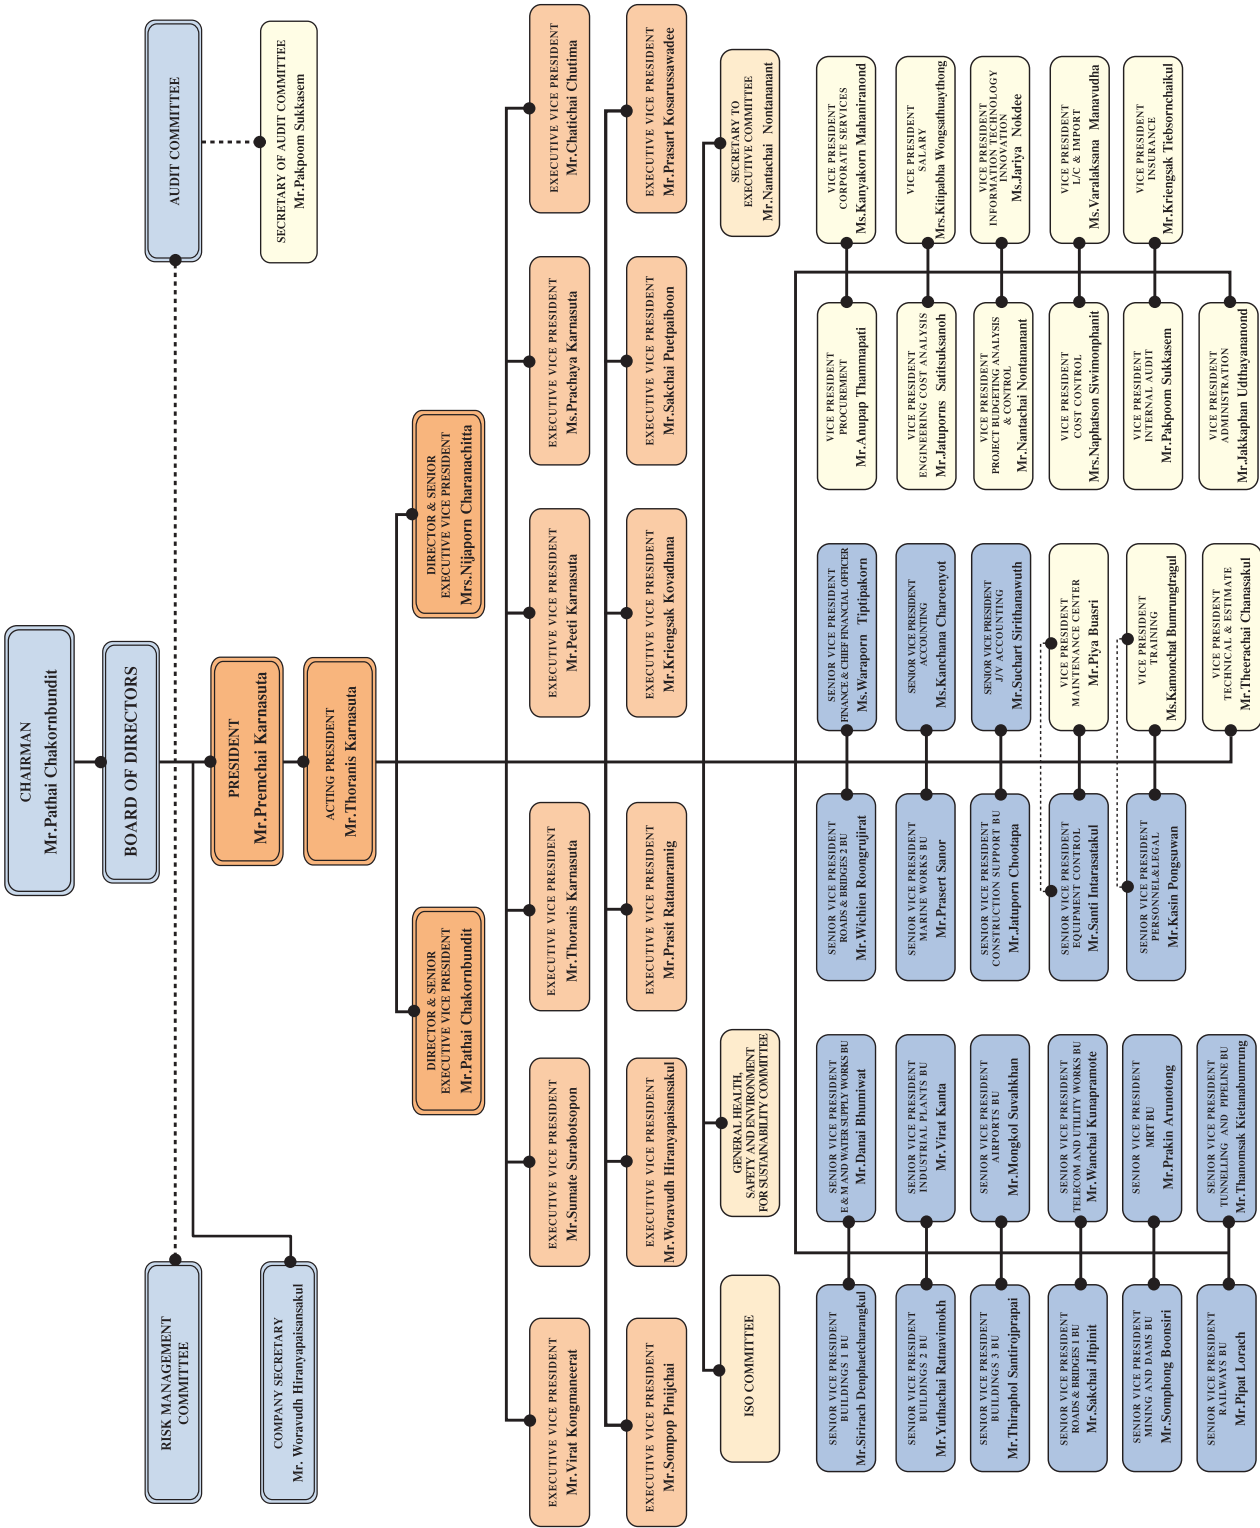 CHAIRMAN
Mr.Pathai Chakornbundit
BOARD OF DIRECTORS
RISK MANAGEMENT
COMMITTEE
AUDIT COMMITTEE
COMPANY SECRETARY
Mr. Woravudh Hiranyapaisansakul
PRESIDENT
Mr.Premchai Karnasuta
SECRETARY OF AUDIT COMMITTEE
Mr.Pakpoom Sukkasem
ACTING PRESIDENT
Mr.Thoranis Karnasuta
DIRECTOR & SENIOR
EXECUTIVE VICE PRESIDENT
Mr.Pathai Chakornbundit
DIRECTOR & SENIOR
EXECUTIVE VICE PRESIDENT
Mrs.Nijaporn Charanachitta
EXECUTIVE VICE PRESIDENT
Mr.Virat Kongmaneerat
EXECUTIVE VICE PRESIDENT
Mr.Sumate Surabotsopon
EXECUTIVE VICE PRESIDENT
Mr.Thoranis Karnasuta
EXECUTIVE VICE PRESIDENT
Mr.Peeti Karnasuta
EXECUTIVE VICE PRESIDENT
Ms.Prachaya Karnasuta
EXECUTIVE VICE PRESIDENT
Mr.Chatichai Chutima
EXECUTIVE VICE PRESIDENT
Mr.Sompop Pinijchai
EXECUTIVE VICE PRESIDENT
Mr.Woravudh Hiranyapaisansakul
EXECUTIVE VICE PRESIDENT
Mr.Prasit Ratanaramig
EXECUTIVE VICE PRESIDENT
Mr.Kriengsak Kovadhana
EXECUTIVE VICE PRESIDENT
Mr.Sakchai Puetpaiboon
EXECUTIVE VICE PRESIDENT
Mr.Prasart Kosarussawadee
ISO COMMITTEE
GENERAL HEALTH,
SAFETY AND ENVIRONMENT
FOR SUSTAINABILITY COMMITTEE
SECRETARY TO
EXECUTIVE COMMITTEE
Mr.Nantachai Nontananant
SENIOR VICE PRESIDENT
BUILDINGS 1 BU
Mr.Sirirach Denphaetcharangkul
SENIOR VICE PRESIDENT
E & M AND WATER SUPPLY WORKS BU
Mr.Danai Bhumiwat
SENIOR VICE PRESIDENT
ROADS & BRIDGES 2 BU
Mr.Wichien Roongrujirat
SENIOR VICE PRESIDENT
FINANCE & CHIEF FINANCIAL OFFICER
Ms.Waraporn Tiptipakorn
VICE PRESIDENT
PROCUREMENT
Mr.Anupap Thammapati
VICE PRESIDENT
CORPORATE SERVICES
Ms.Kanyakorn Mahaniranond
SENIOR VICE PRESIDENT
BUILDINGS 2 BU
Mr.Yuthachai Ratnavimokh
SENIOR VICE PRESIDENT
INDUSTRIAL PLANTS BU
Mr.Virat Kanta
SENIOR VICE PRESIDENT
MARINE WORKS BU
Mr.Prasert Sanor
SENIOR VICE PRESIDENT
ACCOUNTING
Ms.Kanchana Charoenyot
VICE PRESIDENT
ENGINEERING COST ANALYSIS
Mr.Jatuporns Satitsuksanoh
VICE PRESIDENT
SALARY
Mrs.Kitipabha Wongsathuaythong
SENIOR VICE PRESIDENT
BUILDINGS 3 BU
Mr.Thiraphol Santirojprapai
SENIOR VICE PRESIDENT
AIRPORTS BU
Mr.Mongkol Suvahkhan
SENIOR VICE PRESIDENT
CONSTRUCTION SUPPORT BU
Mr.Jatuporn Chootapa
SENIOR VICE PRESIDENT
J/V ACCOUNTING
Mr.Suchart Sirithanawuth
VICE PRESIDENT
PROJECT BUDGETING ANALYSIS
& CONTROL
Mr.Nantachai Nontananant
VICE PRESIDENT
INFORMATION TECHNOLOGY
INNOVATION
Ms.Jariya Nokdee
SENIOR VICE PRESIDENT
ROADS & BRIDGES 1 BU
Mr.Sakchai Jitpinit
SENIOR VICE PRESIDENT
TELECOM AND UTILITY WORKS BU
Mr.Wanchai Kunapramote
SENIOR VICE PRESIDENT
EQUIPMENT CONTROL
Mr.Santi Intarasatakul
VICE PRESIDENT
MAINTENANCE CENTER
Mr.Piya Buasri
VICE PRESIDENT
COST CONTROL
Mrs.Naphatson Siwimonphanit
VICE PRESIDENT
L/C & IMPORT
Ms.Varalaksana Manavudha
SENIOR VICE PRESIDENT
MINING AND DAMS BU
Mr.Somphong Boonsiri
SENIOR VICE PRESIDENT
MRT BU
Mr.Prakin Arunotong
SENIOR VICE PRESIDENT
PERSONNEL&LEGAL
Mr.Kasin Pongsuwan
VICE PRESIDENT
TRAINING
Ms.Kamonchat Bumrungtragul
VICE PRESIDENT
INTERNAL AUDIT
Mr.Pakpoom Sukkasem
VICE PRESIDENT
INSURANCE
Mr.Kriengsak Tiebsornchaikul
SENIOR VICE PRESIDENT
RAILWAYS BU
Mr.Pipat Lorach
SENIOR VICE PRESIDENT
TUNNELLING AND PIPELINE BU
Mr.Thanomsak Kietanabumrung
VICE PRESIDENT
TECHNICAL & ESTIMATE
Mr.Theerachai Chanasakul
VICE PRESIDENT
ADMINISTRATION
Mr.Jakkaphan Udthayananond